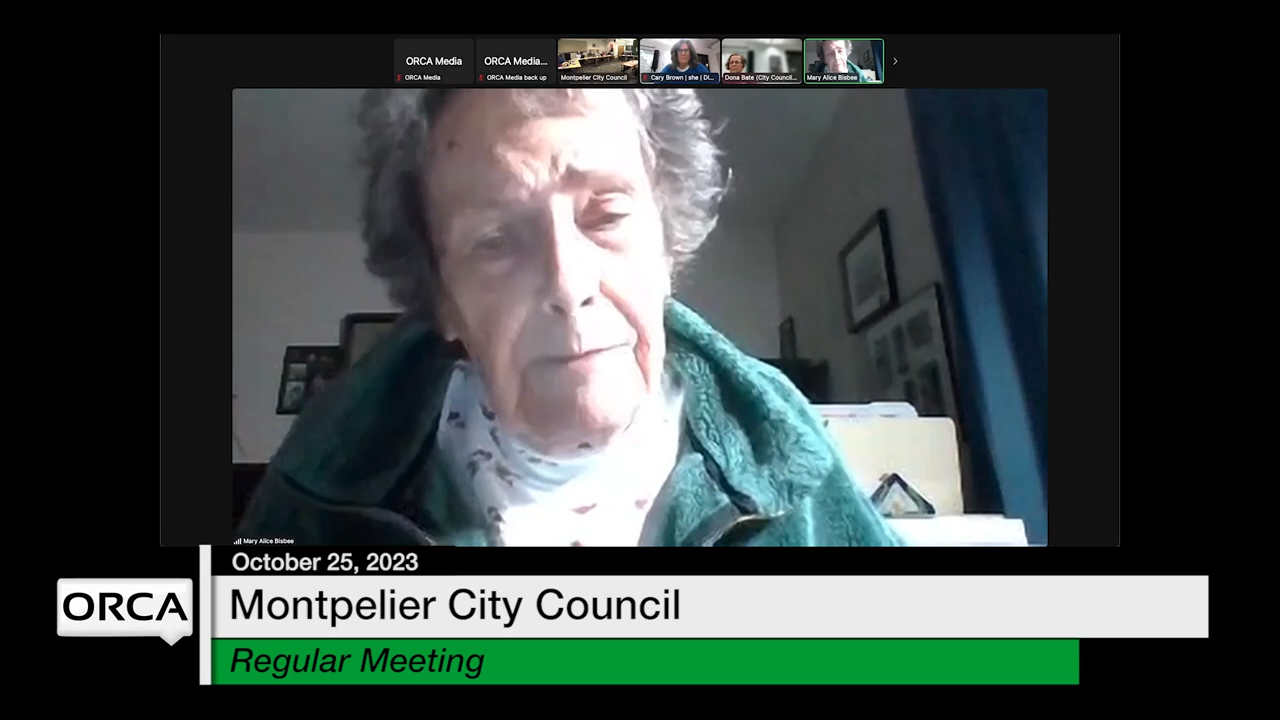 ORCA Media
ORCA Media...
ORCA Media
ORCA Media back up
Montpelier City Council
Cary Brown | she | Di...
Dona Bate (City Council...
Mary Alice Bisbee
Mary Alice Bisbee
October 25, 2023
ORCA
Montpelier City Council
Regular Meeting